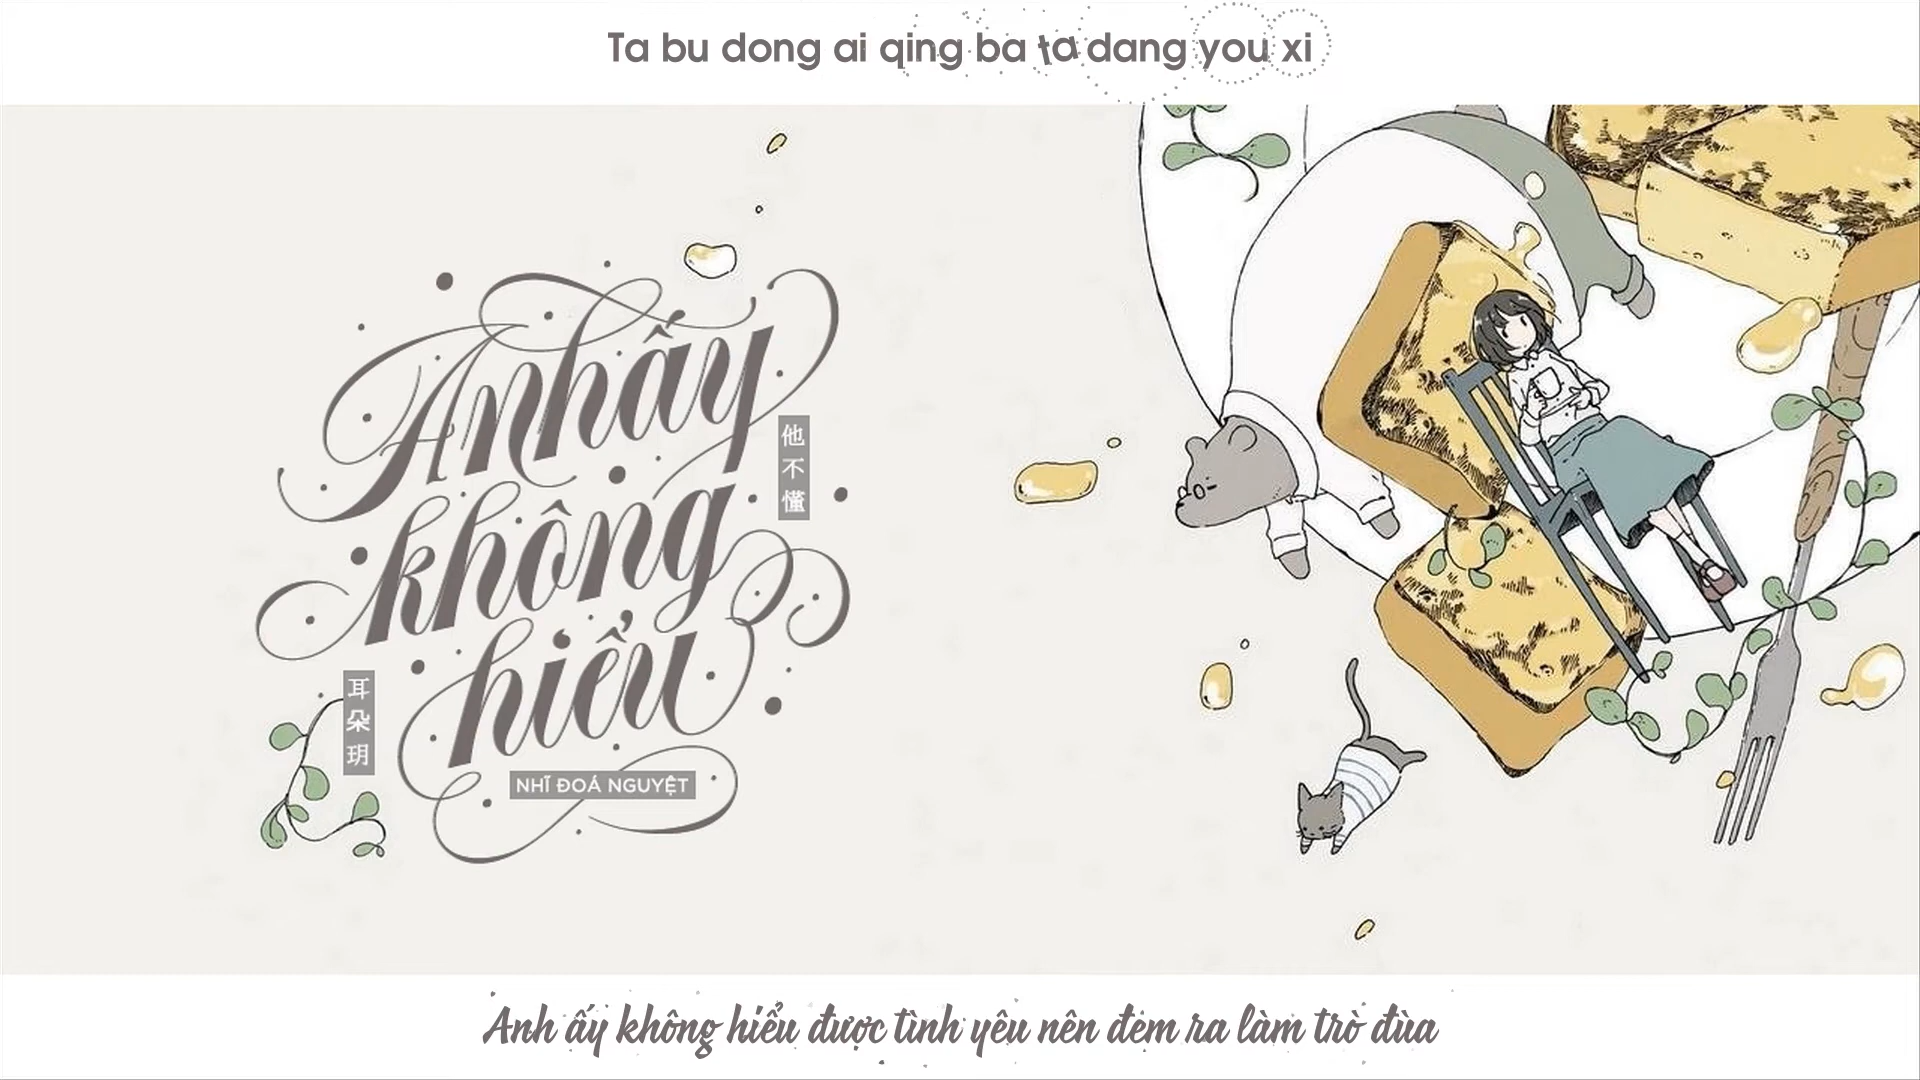 Ta bu dong ai qing ba ta dang you xi
Anh ấy
không
hiểu
他不懂
耳朵玥
NHĨ ĐOÁ NGUYỆT
Anh ấy không hiểu được tình yêu nên đem ra làm trò đùa